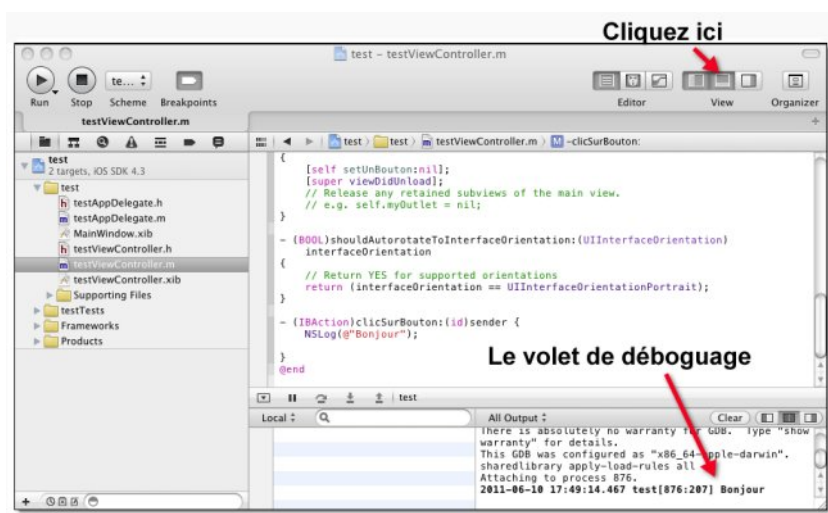 Cliquez ici
test – testViewController.m
te...
Run Stop Scheme Breakpoints
Editor View Organizer
testViewController.m
test test testViewController.m M -clicSurBouton:
test
2 targets, iOS SDK 4.3
test
h testAppDelegate.h
m testAppDelegate.m
MainWindow.xib
h testViewController.h
m testViewController.m
testViewController.xib
Supporting Files
testTests
Frameworks
Products
{
[self setUnBouton:nil];
[super viewDidUnload];
// Release any retained subviews of the main view.
// e.g. self.myOutlet = nil;
}
- (BOOL)shouldAutorotateToInterfaceOrientation:(UIInterfaceOrientation)
interfaceOrientation
{
// Return YES for supported orientations
return (interfaceOrientation == UIInterfaceOrientationPortrait);
}
- (IBAction)clicSurBouton:(id)sender {
NSLog(@"Bonjour");
}
@end
Le volet de déboguage
test
Local
All Output
Clear
There is absolutely no warranty for GDB. Type "show
warranty" for details.
This GDB was configured as "x86_64-apple-darwin".
sharedlibrary apply-load-rules all
Attaching to process 876.
2011-06-10 17:49:14.467 test[876:207] Bonjour